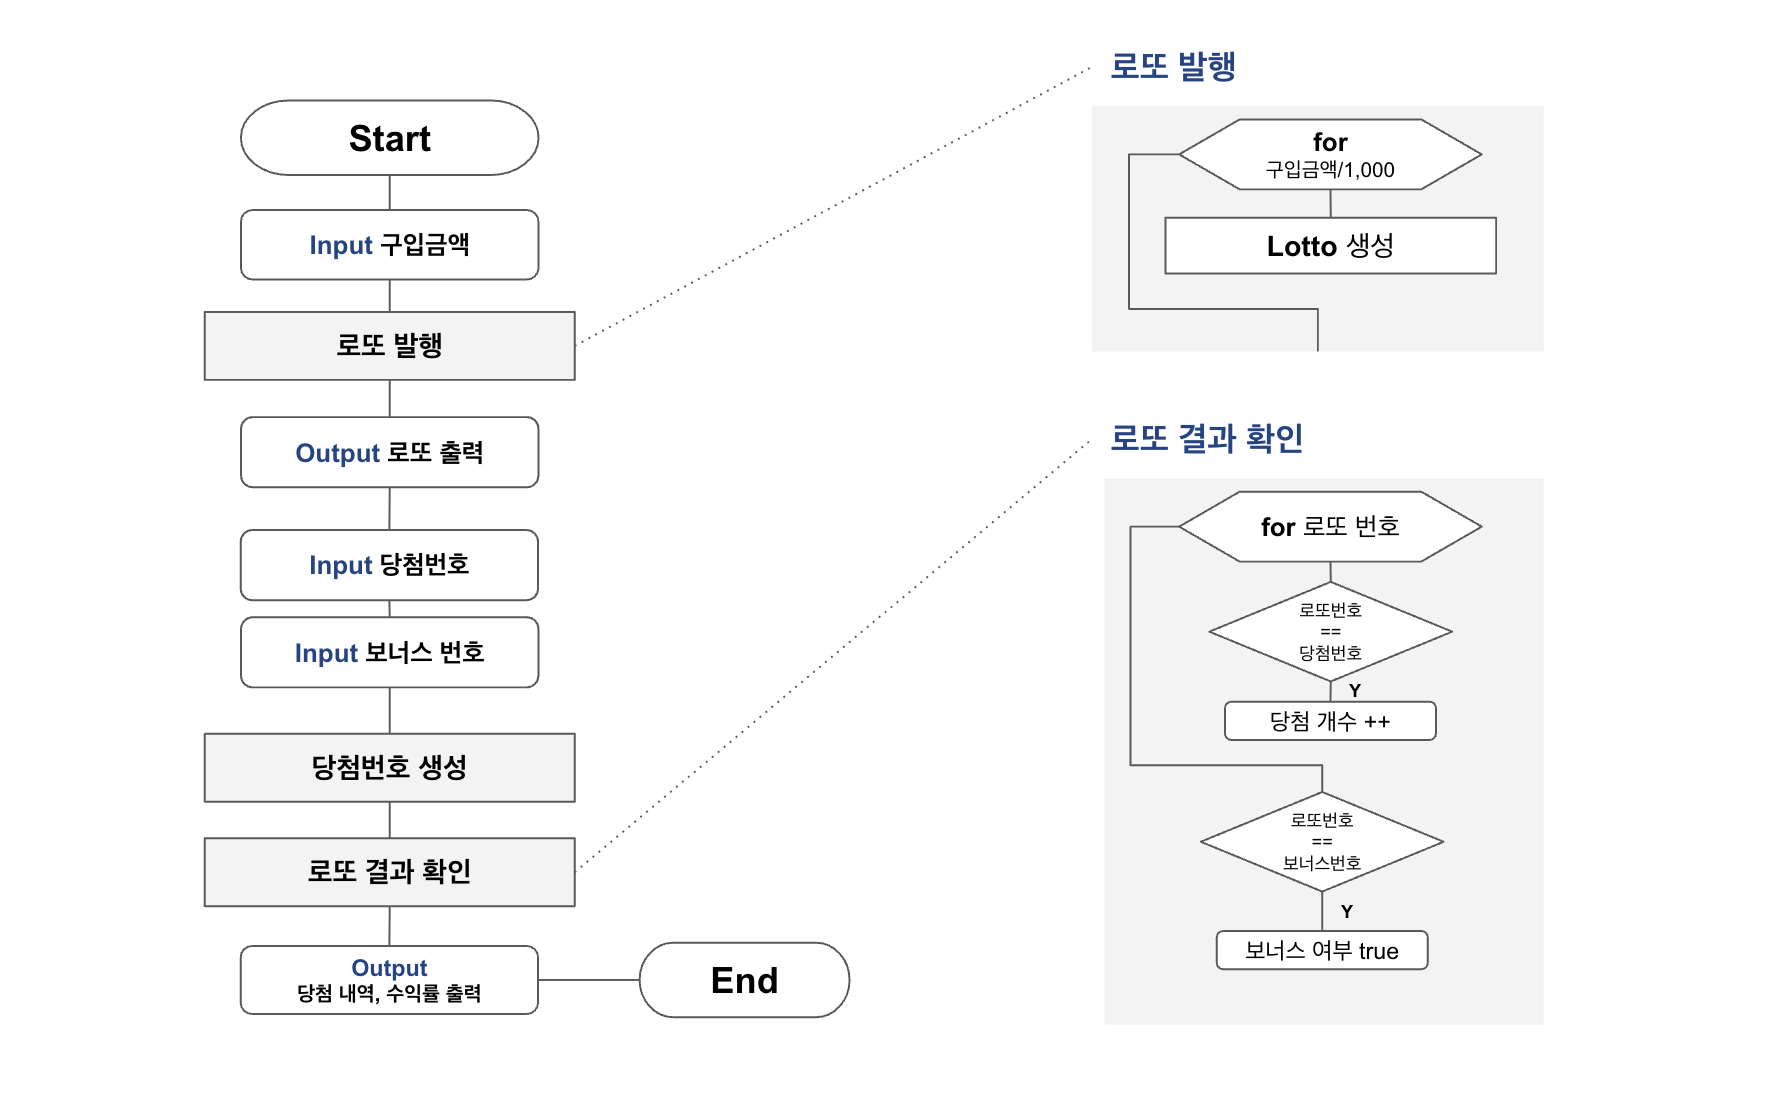 Start
Input 구입금액
로또 발행
Output 로또 출력
Input 당첨번호
Input 보너스 번호
당첨번호 생성
로또 결과 확인
Output
당첨 내역, 수익률 출력
End
로또 발행
for
구입금액/1,000
Lotto 생성
로또 결과 확인
for 로또 번호
로또번호
==
당첨번호
Y
당첨 개수 ++
로또번호
==
보너스번호
Y
보너스 여부 true